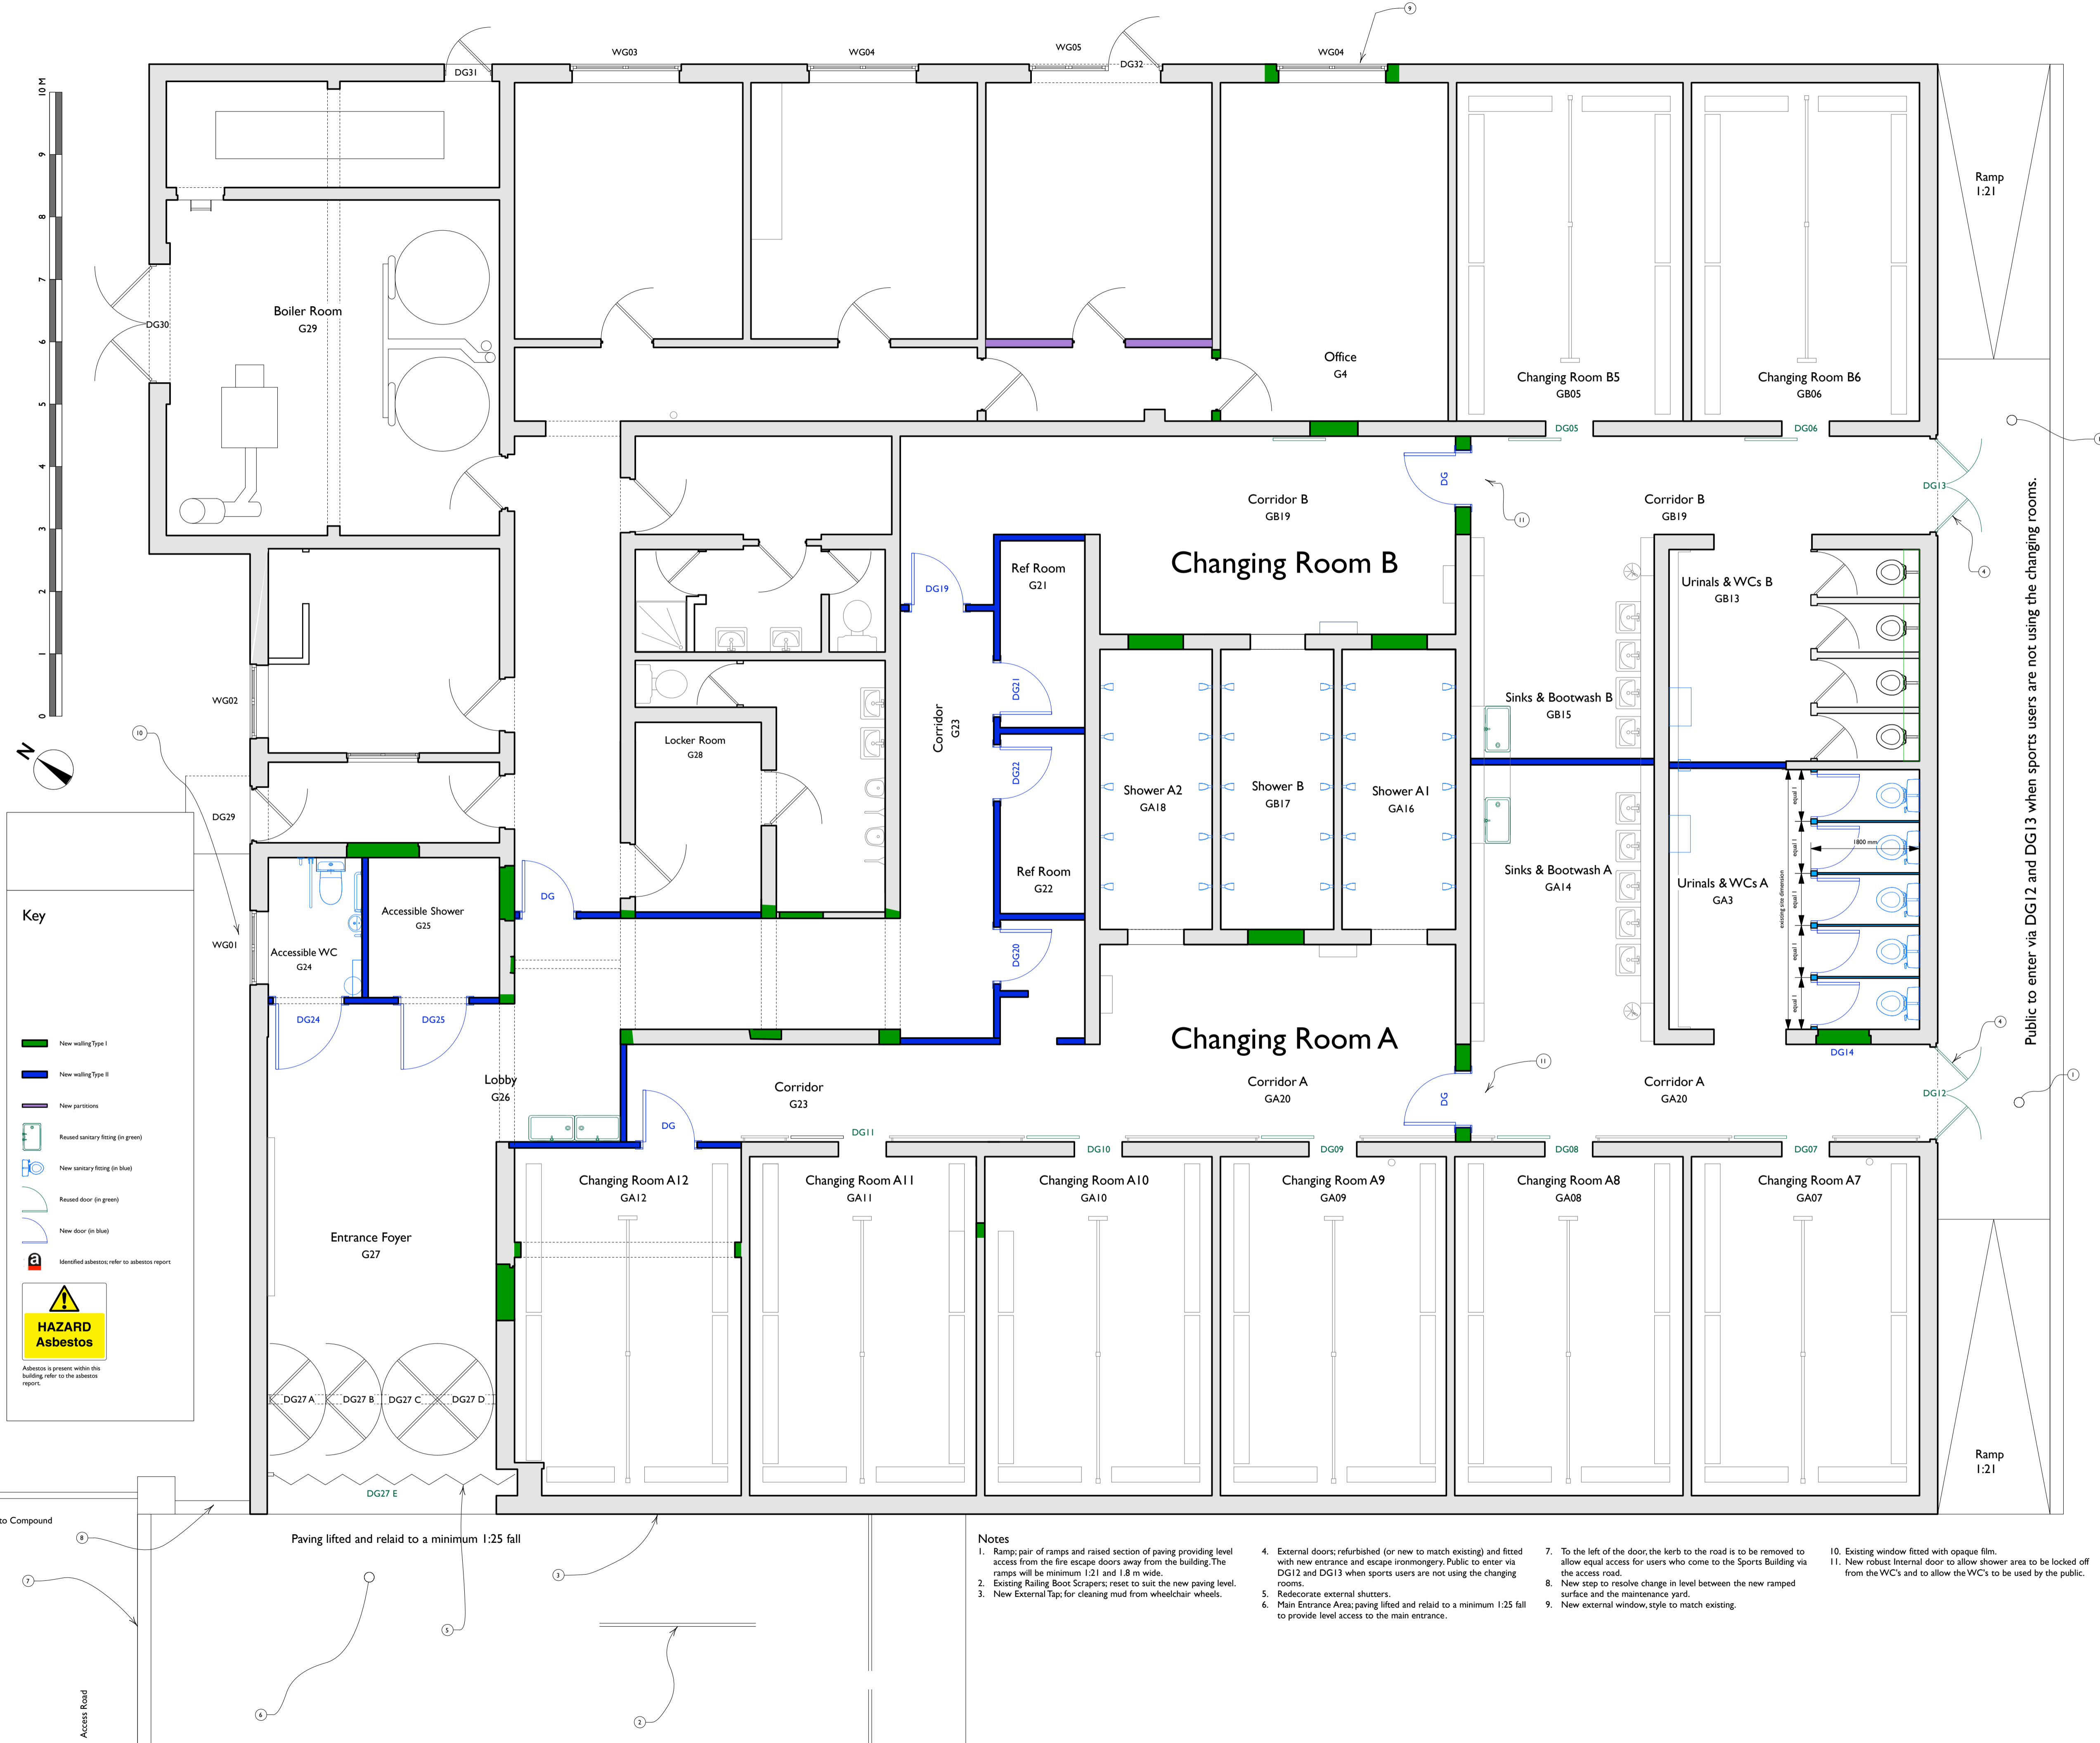 9
WG03
WG04
WG05
WG04
DG31
DG32
10 M
9
8
7
6
5
4
3
2
1
0
N
Ramp
1:21
Boiler Room
G29
DG30
Office
G4
Changing Room B5
GB05
Changing Room B6
GB06
DG05
DG06
DG
DG13
Corridor B
GB19
Corridor B
GB19
11
4
Changing Room B
Ref Room
G21
DG19
Urinals & WCs B
GB13
Public to enter via DG12 and DG13 when sports users are not using the changing rooms.
WG02
10
DG21
Sinks & Bootwash B
GB15
Locker Room
G28
Corridor
G23
DG22
Shower A2
GA18
Shower B
GB17
Shower A1
GA16
DG29
equal 1
equal 1
equal 1
equal 1
equal 1
existing site dimension
1800 mm
Ref Room
G22
Sinks & Bootwash A
GA14
Urinals & WCs A
GA3
DG
Accessible Shower
G25
WG01
Accessible WC
G24
DG20
DG24
DG25
Changing Room A
4
DG14
11
1
Lobby
G26
Corridor
G23
Corridor A
GA20
Corridor A
GA20
DG
DG12
DG
DG11
DG10
DG09
DG08
DG07
Changing Room A12
GA12
Changing Room A11
GA11
Changing Room A10
GA10
Changing Room A9
GA09
Changing Room A8
GA08
Changing Room A7
GA07
Entrance Foyer
G27
DG27 A
DG27 B
DG27 C
DG27 D
DG27 E
Ramp
1:21
Key
New walling Type I
New walling Type II
New partitions
Reused sanitary fitting (in green)
New sanitary fitting (in blue)
Reused door (in green)
New door (in blue)
a
Identified asbestos; refer to asbestos report
HAZARD
Asbestos
Asbestos is present within this
building, refer to the asbestos
report.
to Compound
8
7
Paving lifted and relaid to a minimum 1:25 fall
3
5
6
2
Access Road
Notes
1. Ramp; pair of ramps and raised section of paving providing level
access from the fire escape doors away from the building. The
ramps will be minimum 1:21 and 1.8 m wide.
2. Existing Railing Boot Scrapers; reset to suit the new paving level.
3. New External Tap; for cleaning mud from wheelchair wheels.
4. External doors; refurbished (or new to match existing) and fitted
with new entrance and escape ironmongery. Public to enter via
DG12 and DG13 when sports users are not using the changing
rooms.
5. Redecorate external shutters.
6. Main Entrance Area; paving lifted and relaid to a minimum 1:25 fall
to provide level access to the main entrance.
7. To the left of the door, the kerb to the road is to be removed to
allow equal access for users who come to the Sports Building via
the access road.
8. New step to resolve change in level between the new ramped
surface and the maintenance yard.
9. New external window, style to match existing.
10. Existing window fitted with opaque film.
11. New robust Internal door to allow shower area to be locked off
from the WC's and to allow the WC's to be used by the public.